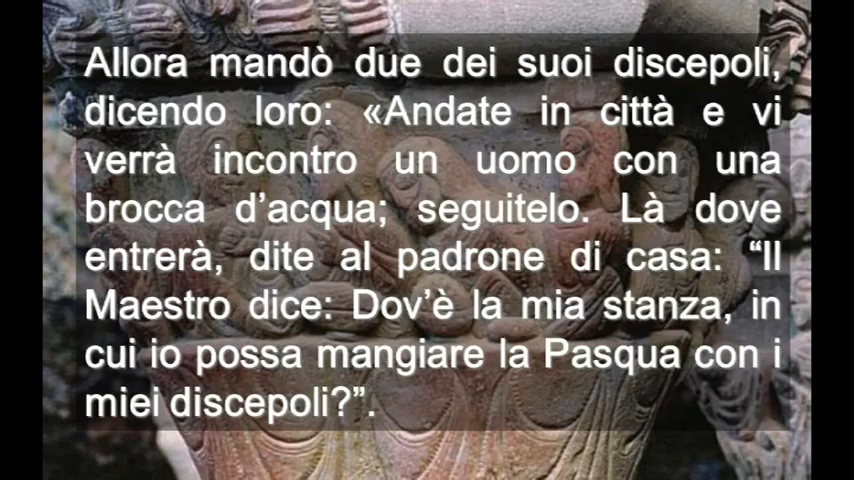 Allora mandò due dei suoi discepoli,
dicendo loro: «Andate in città e vi
verrà incontro un uomo con una
brocca d’acqua; seguitelo. Là dove
entrerà, dite al padrone di casa: “Il
Maestro dice: Dov’è la mia stanza, in
cui io possa mangiare la Pasqua con i
miei discepoli?”.